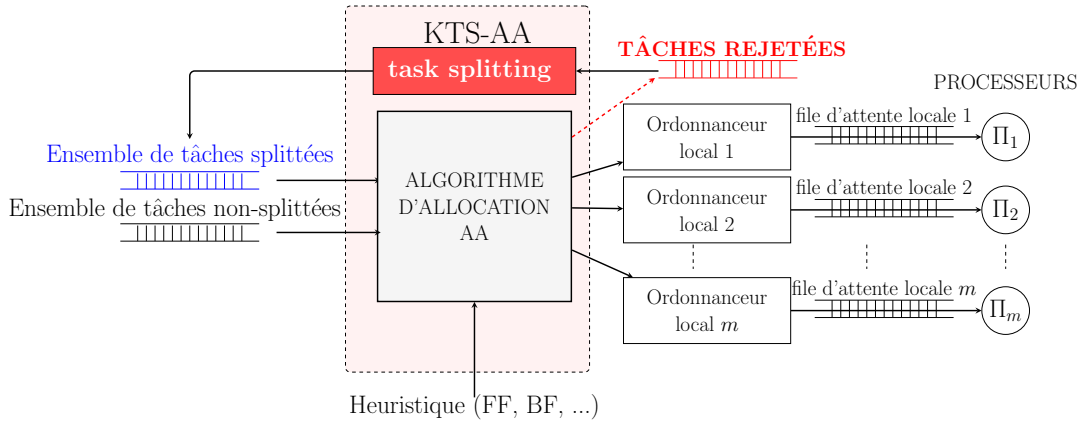 KTS-AA
task splitting
TÂCHES REJETÉES
PROCESSEURS
Ensemble de tâches splittées
Ensemble de tâches non-splittées
ALGORITHME
D'ALLOCATION
AA
Ordonnanceur
local 1
file d'attente locale 1
Π1
Ordonnanceur
local 2
file d'attente locale 2
Π2
Ordonnanceur
local m
file d'attente locale m
Πm
Heuristique (FF, BF, ...)